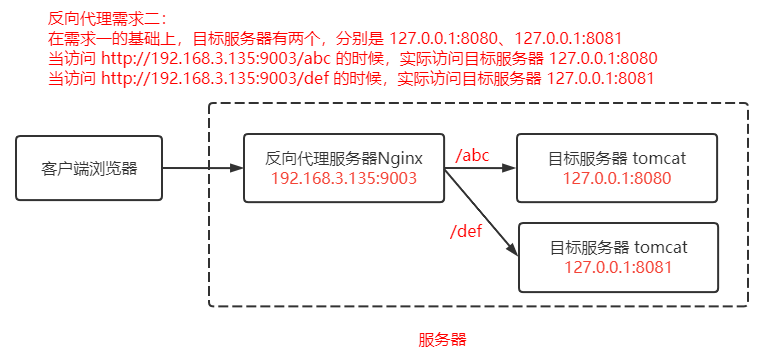 反向代理需求二：
在需求一的基础上，目标服务器有两个，分别是 127.0.0.1:8080、127.0.0.1:8081
当访问 http://192.168.3.135:9003/abc 的时候，实际访问目标服务器 127.0.0.1:8080
当访问 http://192.168.3.135:9003/def 的时候，实际访问目标服务器 127.0.0.1:8081
客户端浏览器
反向代理服务器Nginx
192.168.3.135:9003
/abc
目标服务器 tomcat
127.0.0.1:8080
/def
目标服务器 tomcat
127.0.0.1:8081
服务器